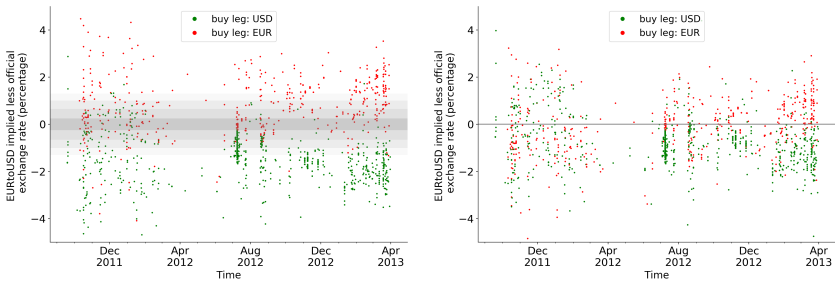 EURtoUSD implied less official
exchange rate (percentage)
4
2
0
−2
−4
buy leg: USD
buy leg: EUR
Dec
2011
Apr
2012
Aug
2012
Dec
2012
Apr
2013
Time
EURtoUSD implied less official
exchange rate (percentage)
4
2
0
−2
−4
buy leg: USD
buy leg: EUR
Dec
2011
Apr
2012
Aug
2012
Dec
2012
Apr
2013
Time